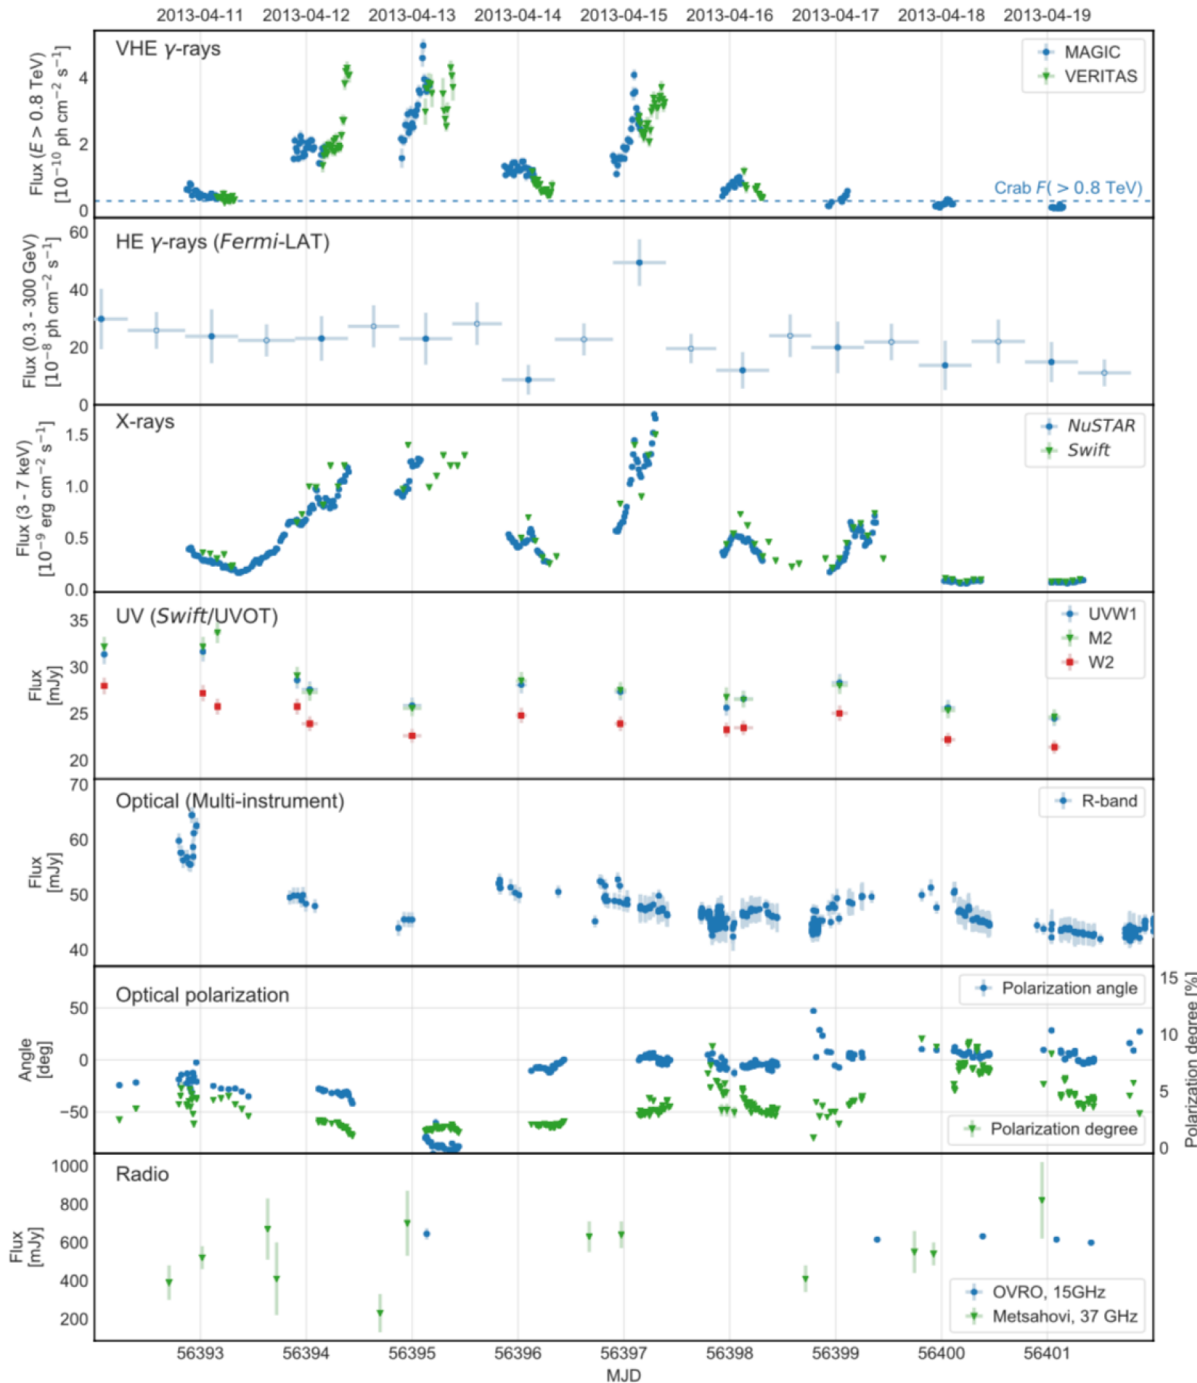 2013-04-11 2013-04-12 2013-04-13 2013-04-14 2013-04-15 2013-04-16 2013-04-17 2013-04-18 2013-04-19
VHE γ-rays
MAGIC
VERITAS
Flux (E > 0.8 TeV)
[10⁻¹⁰ ph cm⁻² s⁻¹]
4
2
0
Crab F( > 0.8 TeV)
HE γ-rays (Fermi-LAT)
Flux (0.3 - 300 GeV)
[10⁻⁸ ph cm⁻² s⁻¹]
60
40
20
0
X-rays
NuSTAR
Swift
Flux (3 - 7 keV)
[10⁻⁹ erg cm⁻² s⁻¹]
1.5
1.0
0.5
0.0
UV (Swift/UVOT)
UVW1
M2
W2
Flux
[mJy]
35
30
25
20
Optical (Multi-instrument)
R-band
Flux
[mJy]
70
60
50
40
Optical polarization
Polarization angle
Polarization degree
Angle
[deg]
50
0
−50
Polarization degree [%]
15
10
5
0
Radio
OVRO, 15GHz
Metsahovi, 37 GHz
Flux
[mJy]
1000
800
600
400
200
56393 56394 56395 56396 56397 56398 56399 56400 56401
MJD